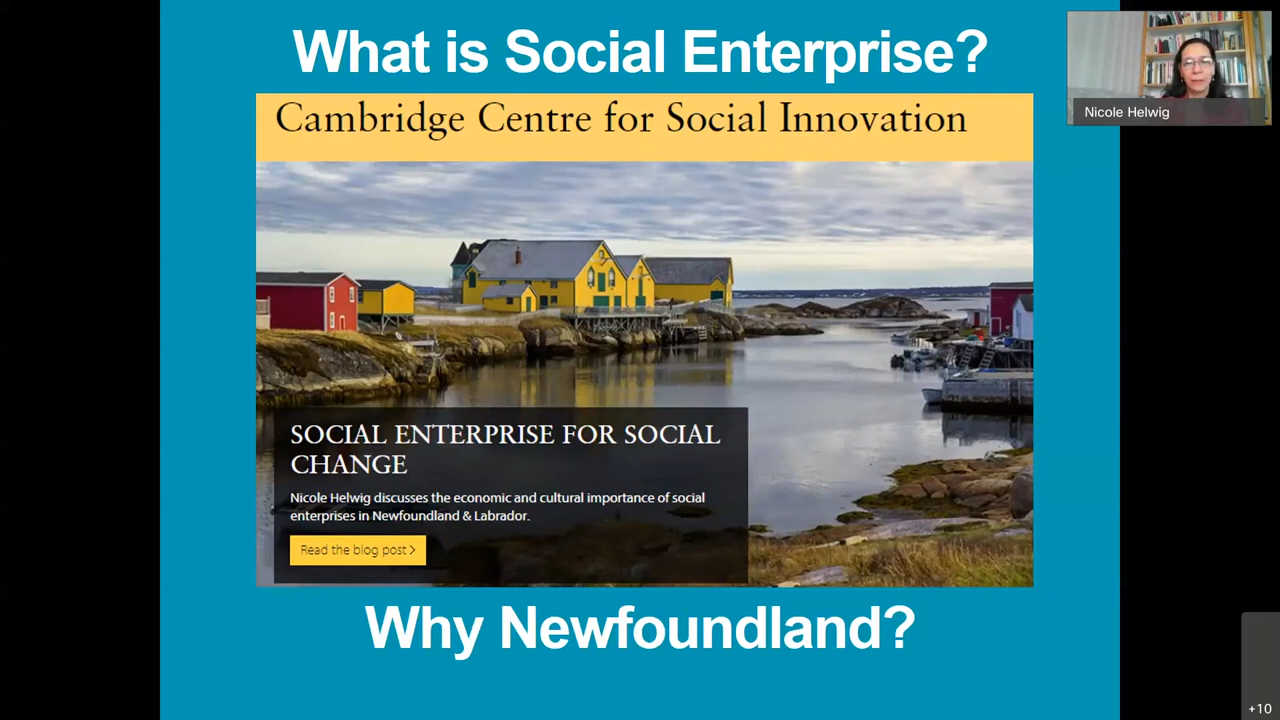 What is Social Enterprise?
Cambridge Centre for Social Innovation
Nicole Helwig
SOCIAL ENTERPRISE FOR SOCIAL
CHANGE
Nicole Helwig discusses the economic and cultural importance of social
enterprises in Newfoundland & Labrador.
Read the blog post >
Why Newfoundland?
+10